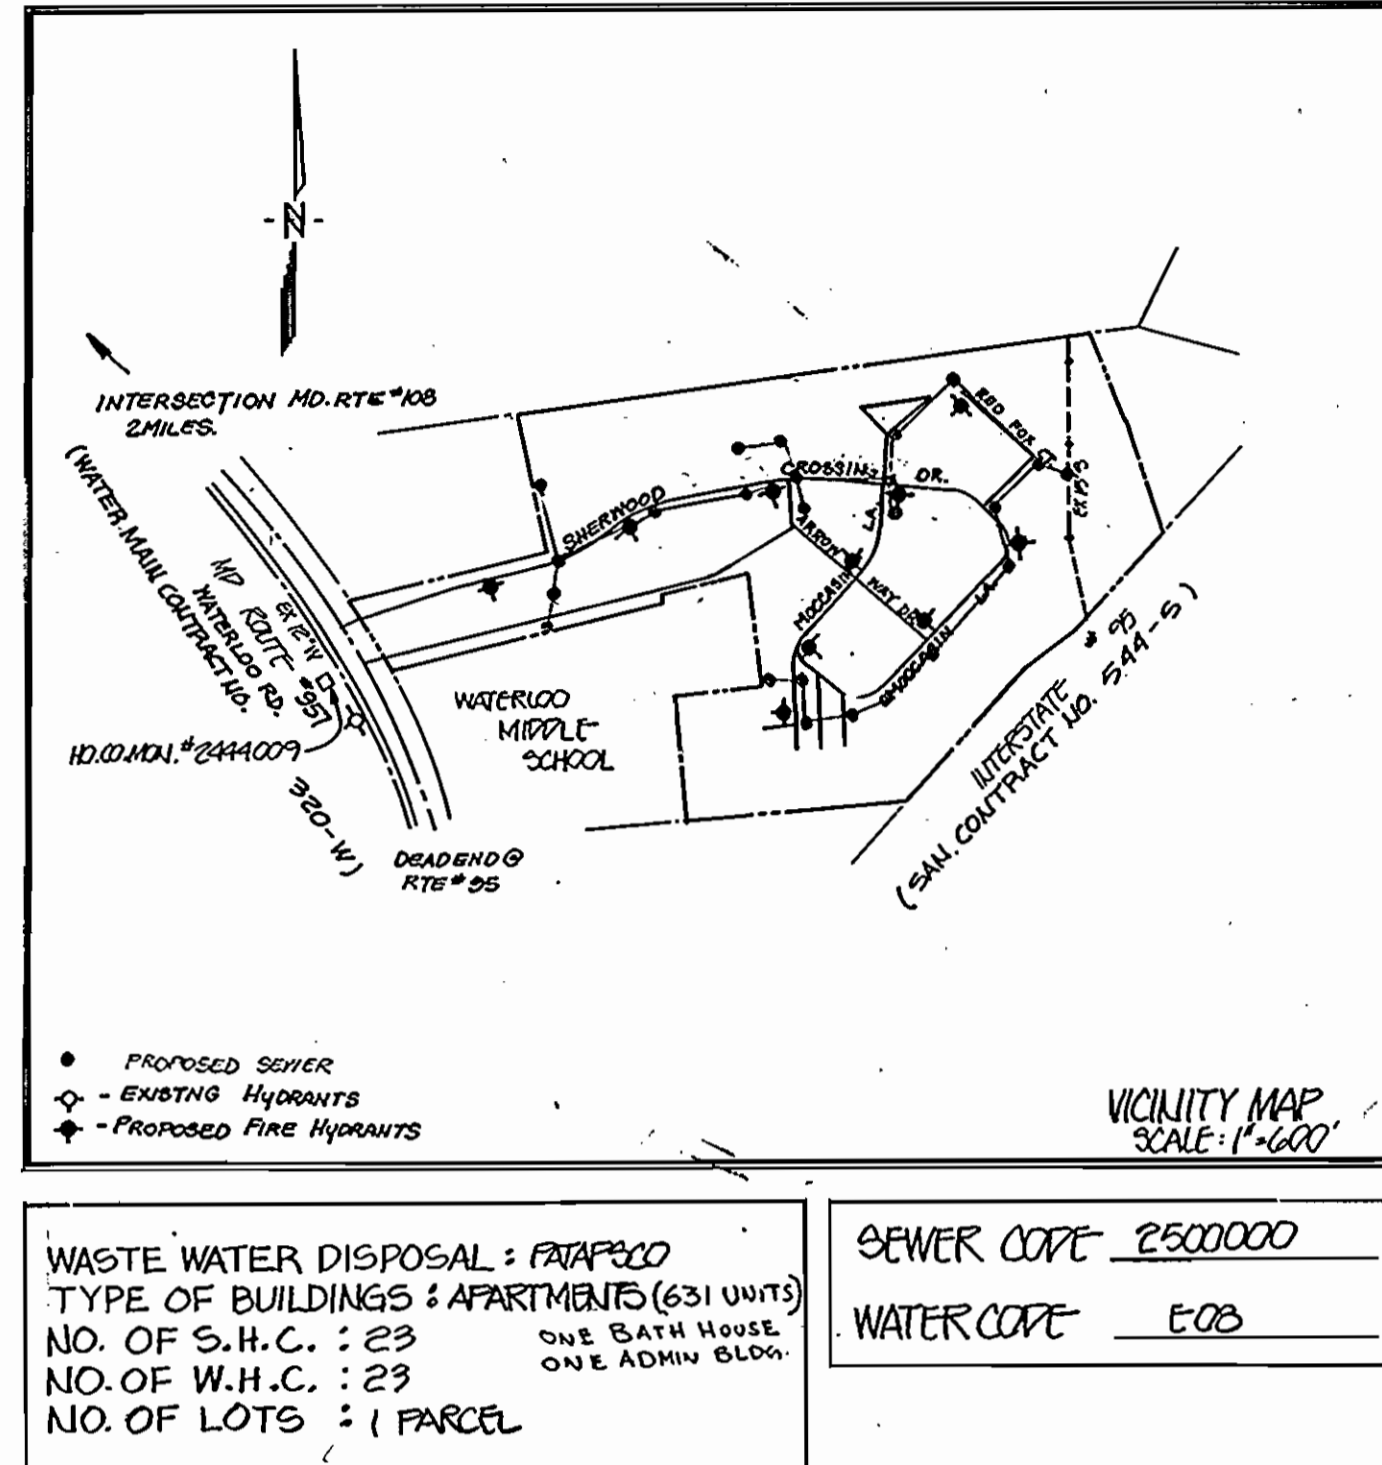 - N -
INTERSECTION MD. RTE #108
2 MILES.
(WATER MAIN CONTRACT NO.
320-W)
MD ROUTE #957
EX 12" W
WATERLOO RD.
HO.CO.MON. #2444009
DEADEND @
RTE #95
WATERLOO
MIDDLE
SCHOOL
SHERWOOD
CROSSING
DR.
RED FOX CT.
EX 15" S
ARROW WAY DR.
MOCCASIN
LA.
MOCCASIN
LA.
INTERSTATE # 95
(SAN. CONTRACT NO. 544-S)
PROPOSED SEWER
- EXISTNG HYDRANTS
- PROPOSED FIRE HYDRANTS
VICINITY MAP
SCALE: 1"=600'
WASTE WATER DISPOSAL : PATAPSCO
TYPE OF BUILDINGS : APARTMENTS (631 UNITS)
NO. OF S.H.C. : 23
ONE BATH HOUSE
ONE ADMIN BLDG.
NO. OF W.H.C. : 23
NO. OF LOTS : 1 PARCEL
SEWER CODE 2500000
WATER CODE E08